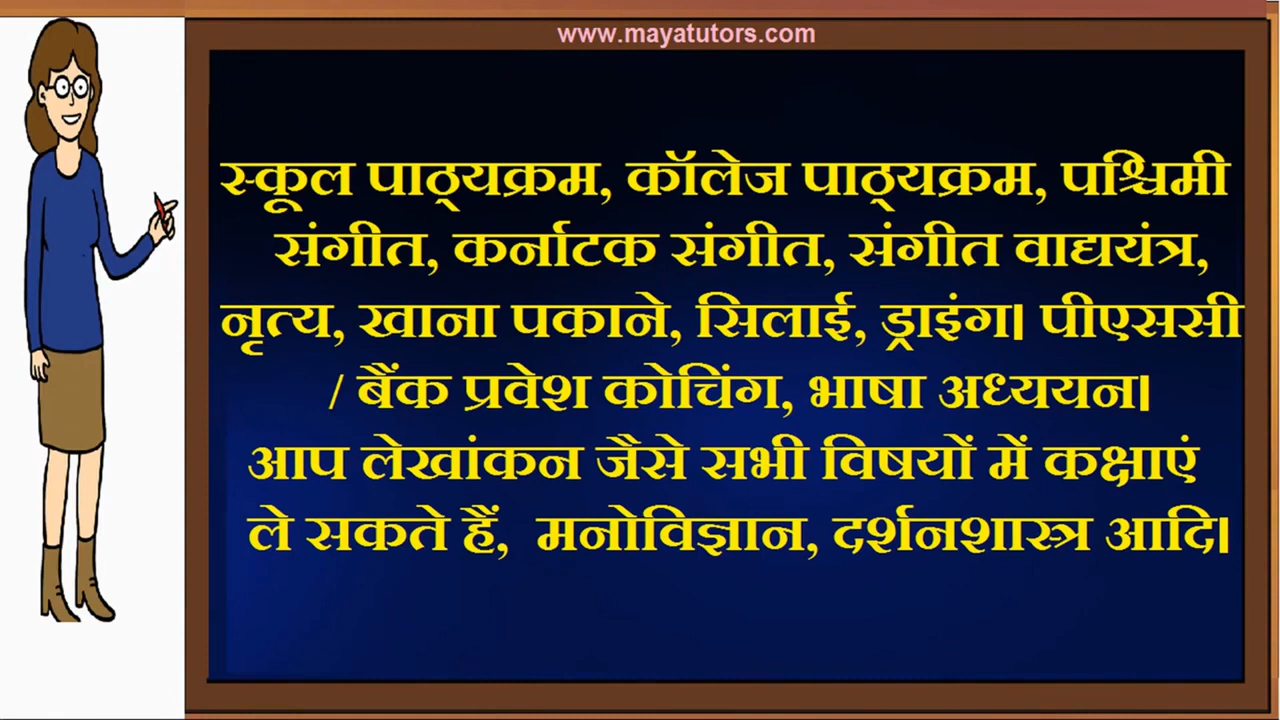 www.mayatutors.com
स्कूल पाठ्यक्रम, कॉलेज पाठ्यक्रम, पश्चिमी
संगीत, कर्नाटक संगीत, संगीत वाद्ययंत्र,
नृत्य, खाना पकाने, सिलाई, ड्राइंग। पीएससी
/ बैंक प्रवेश कोचिंग, भाषा अध्ययन।
आप लेखांकन जैसे सभी विषयों में कक्षाएं
ले सकते हैं, मनोविज्ञान, दर्शनशास्त्र आदि।